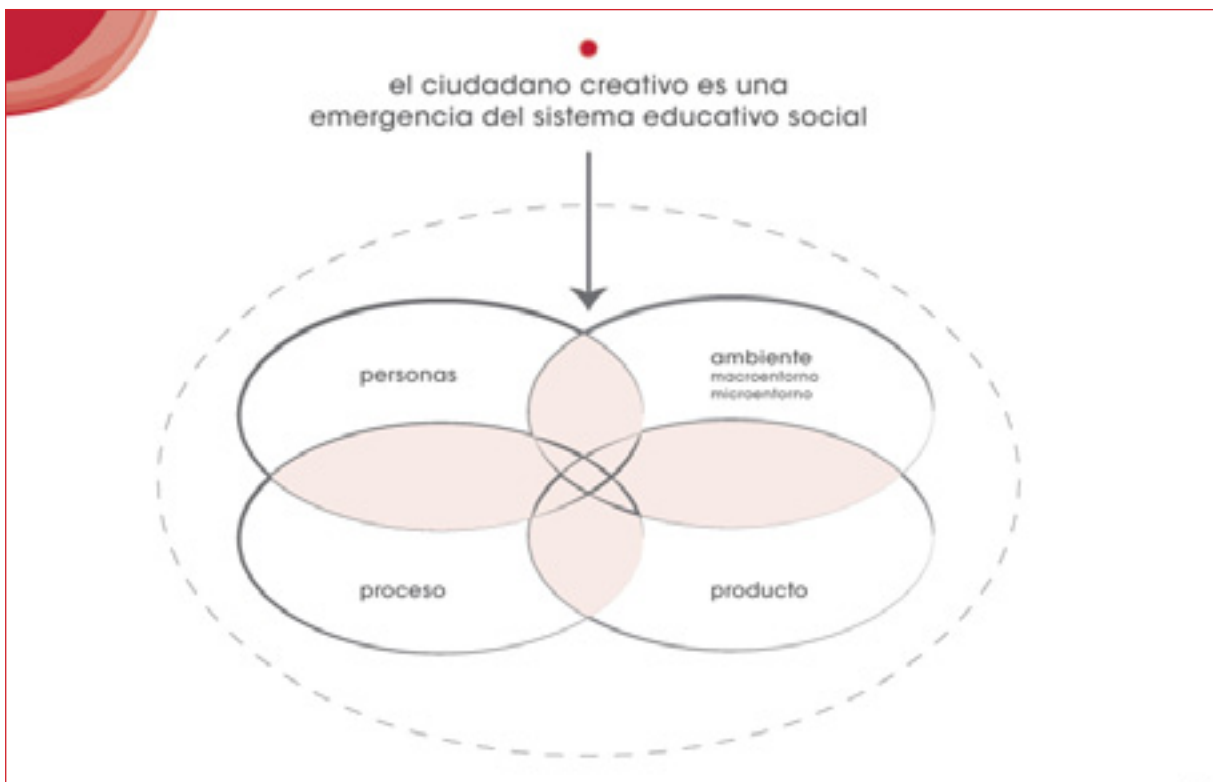 el ciudadano creativo es una
emergencia del sistema educativo social
personas
ambiente
macroentorno
microentorno
proceso
producto